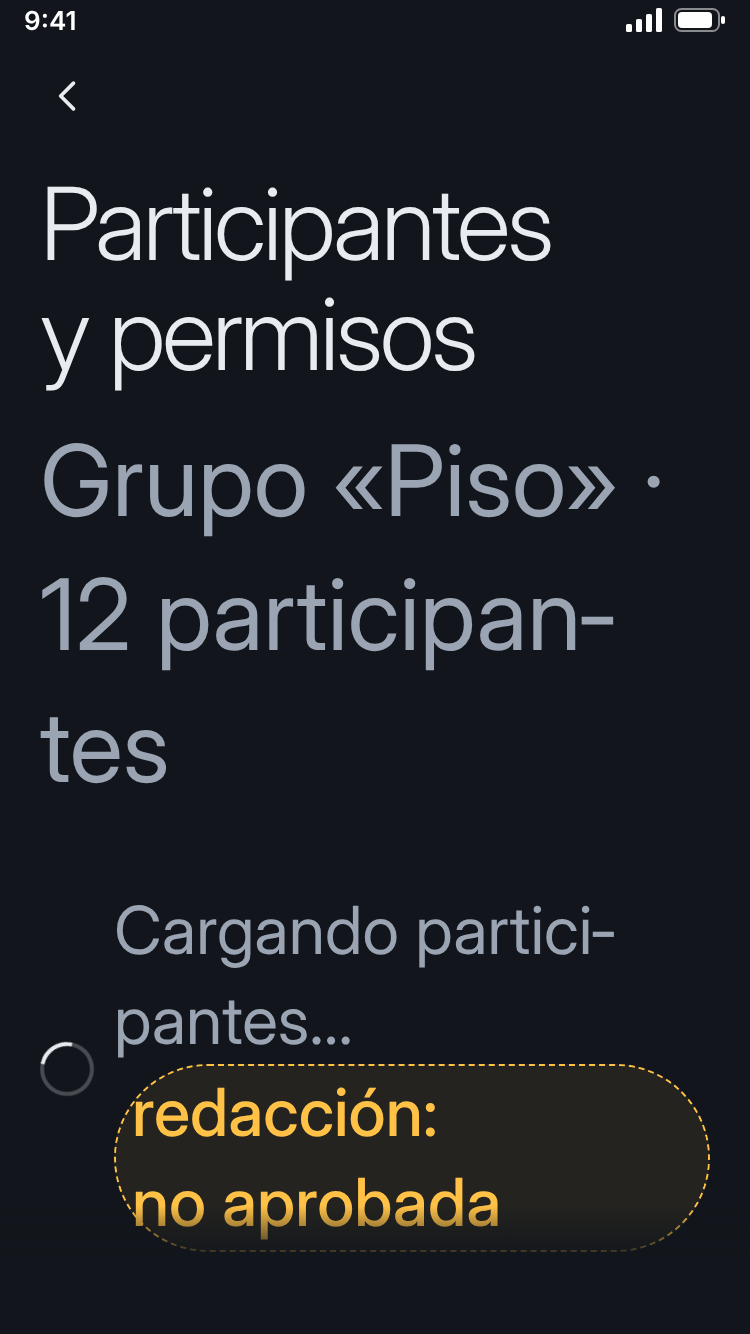 9:41
Participantes
y permisos
Grupo «Piso» ·
12 participan-
tes
Cargando partici-
pantes…
redacción:
no aprobada